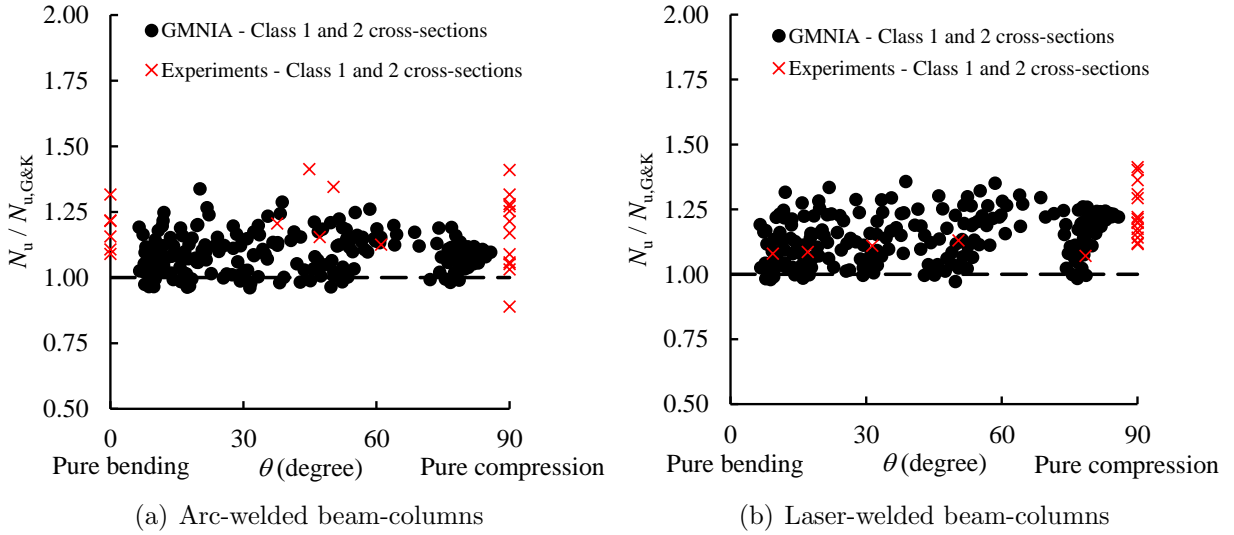 2.00
1.75
1.50
1.25
1.00
0.75
0.50
N_u / N_u,G&K
GMNIA - Class 1 and 2 cross-sections
Experiments - Class 1 and 2 cross-sections
0 30 60 90
Pure bending θ (degree) Pure compression
(a) Arc-welded beam-columns
2.00
1.75
1.50
1.25
1.00
0.75
0.50
N_u / N_u,G&K
GMNIA - Class 1 and 2 cross-sections
Experiments - Class 1 and 2 cross-sections
0 30 60 90
Pure bending θ (degree) Pure compression
(b) Laser-welded beam-columns